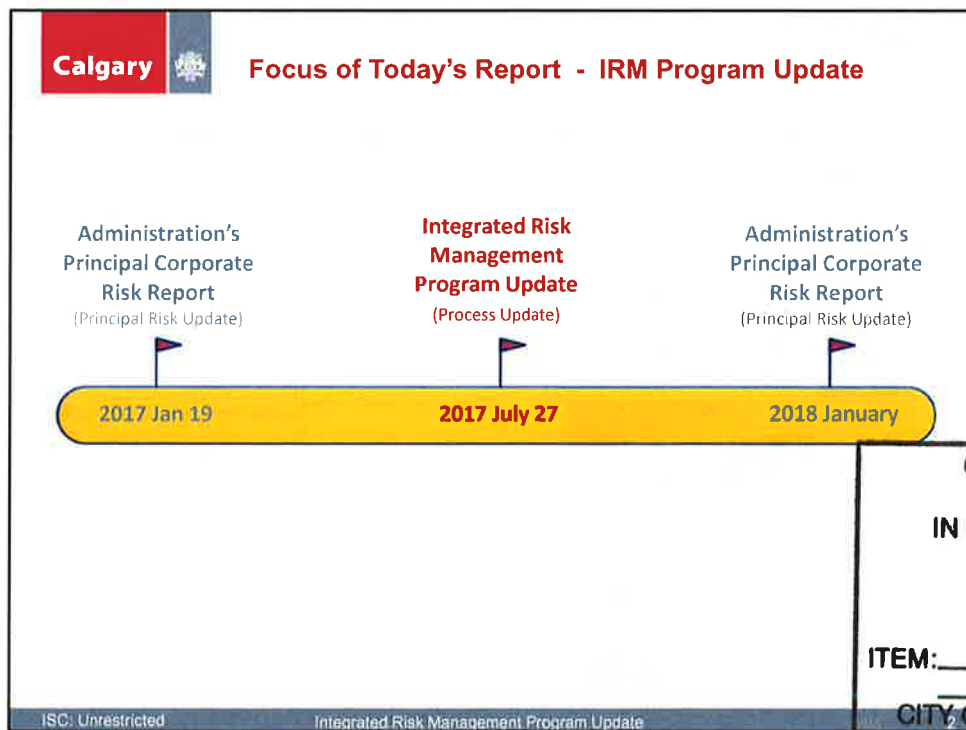 Calgary
Focus of Today's Report - IRM Program Update
Administration's
Principal Corporate
Risk Report
(Principal Risk Update)
Integrated Risk
Management
Program Update
(Process Update)
Administration's
Principal Corporate
Risk Report
(Principal Risk Update)
2017 Jan 19
2017 July 27
2018 January
IN
ITEM:
CITY
ISC: Unrestricted
Integrated Risk Management Program Update
2